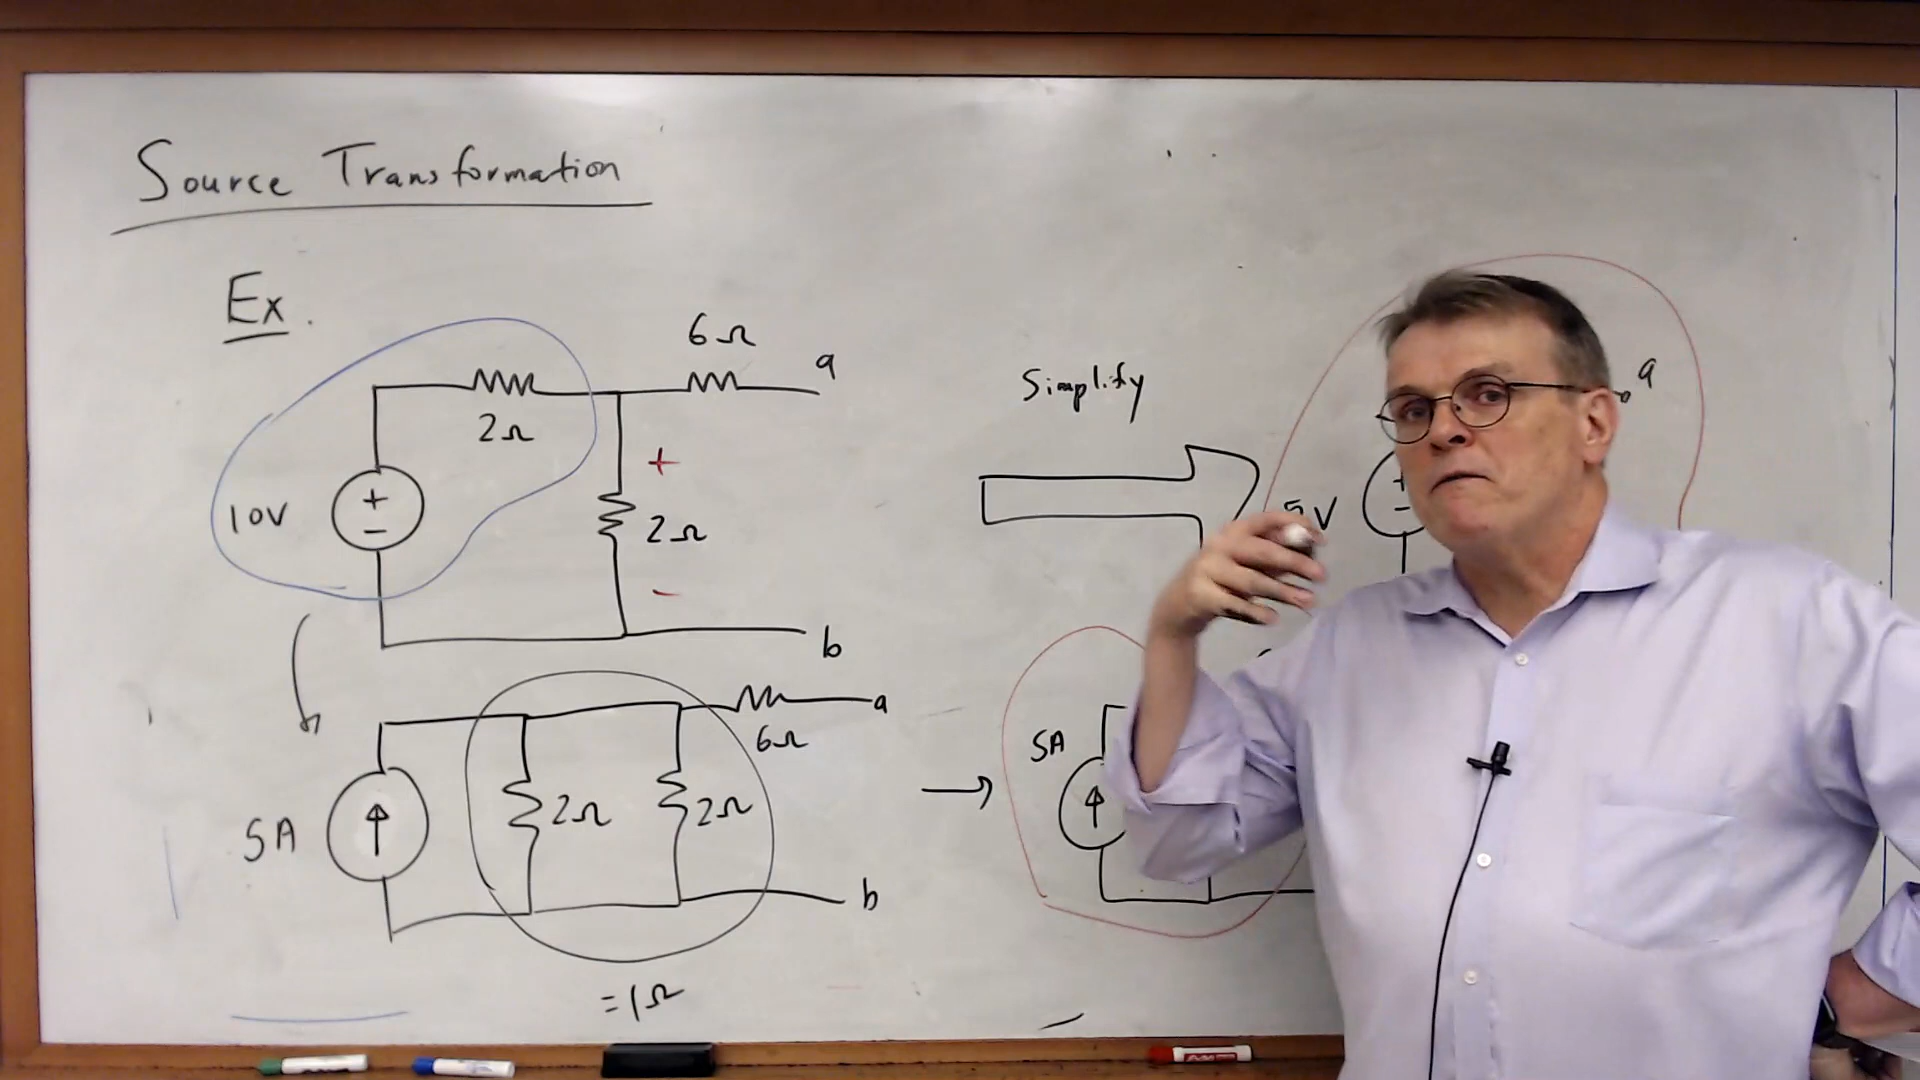 Source Transformation
Ex.
6Ω
a
2Ω
10V
+
−
+
2Ω
−
b
Simplify
a
5V
+
−
5A
2Ω
2Ω
6Ω
a
b
=1Ω
5A